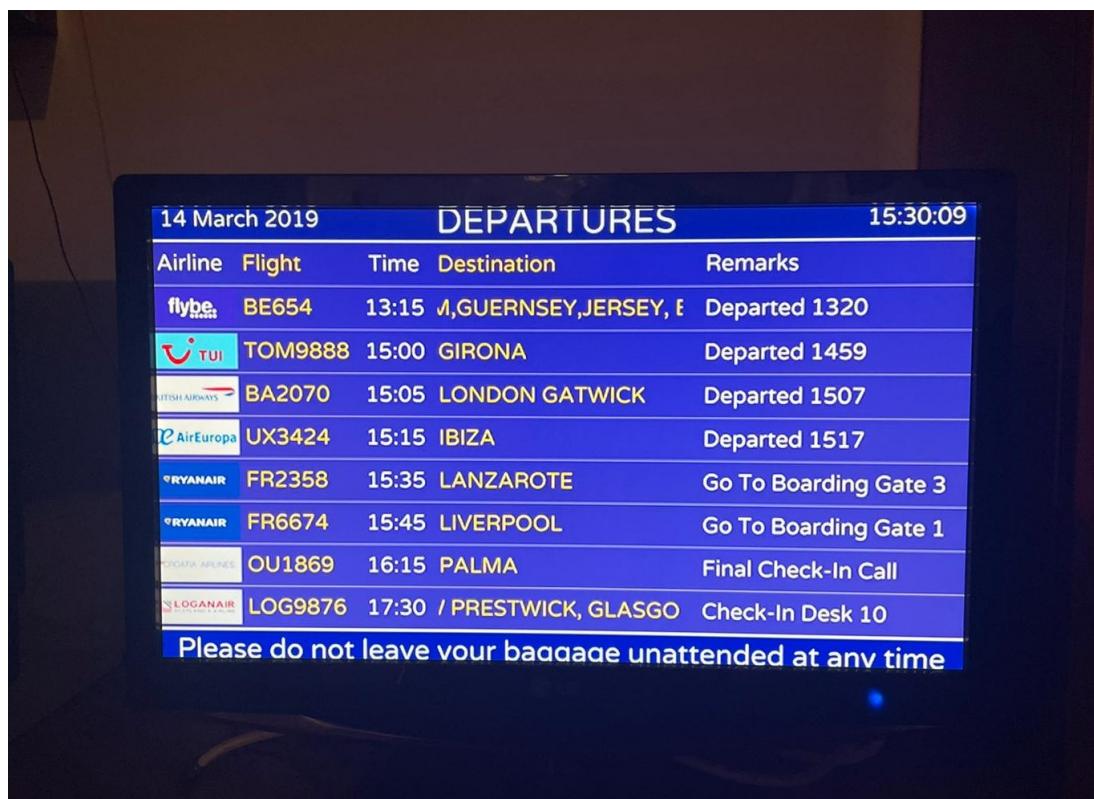 14 March 2019 DEPARTURES 15:30:09
Airline Flight Time Destination Remarks
flybe. BE654 13:15 M,GUERNSEY,JERSEY, Departed 1320
TUI TOM9888 15:00 GIRONA Departed 1459
BRITISH AIRWAYS BA2070 15:05 LONDON GATWICK Departed 1507
AirEuropa UX3424 15:15 IBIZA Departed 1517
RYANAIR FR2358 15:35 LANZAROTE Go To Boarding Gate 3
RYANAIR FR6674 15:45 LIVERPOOL Go To Boarding Gate 1
CROATIA AIRLINES OU1869 16:15 PALMA Final Check-In Call
LOGANAIR LOG9876 17:30 / PRESTWICK, GLASGO Check-In Desk 10
Please do not leave your baggage unattended at any time